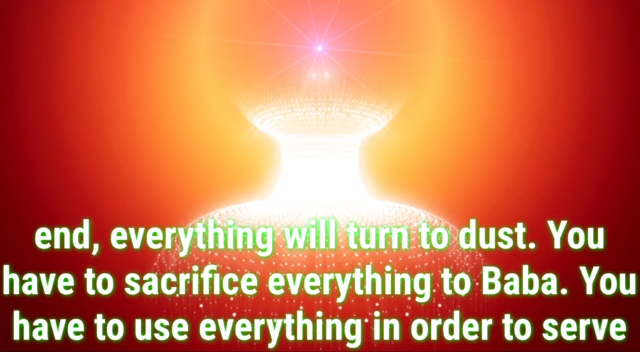 end, everything will turn to dust. You
have to sacrifice everything to Baba. You
have to use everything in order to serve